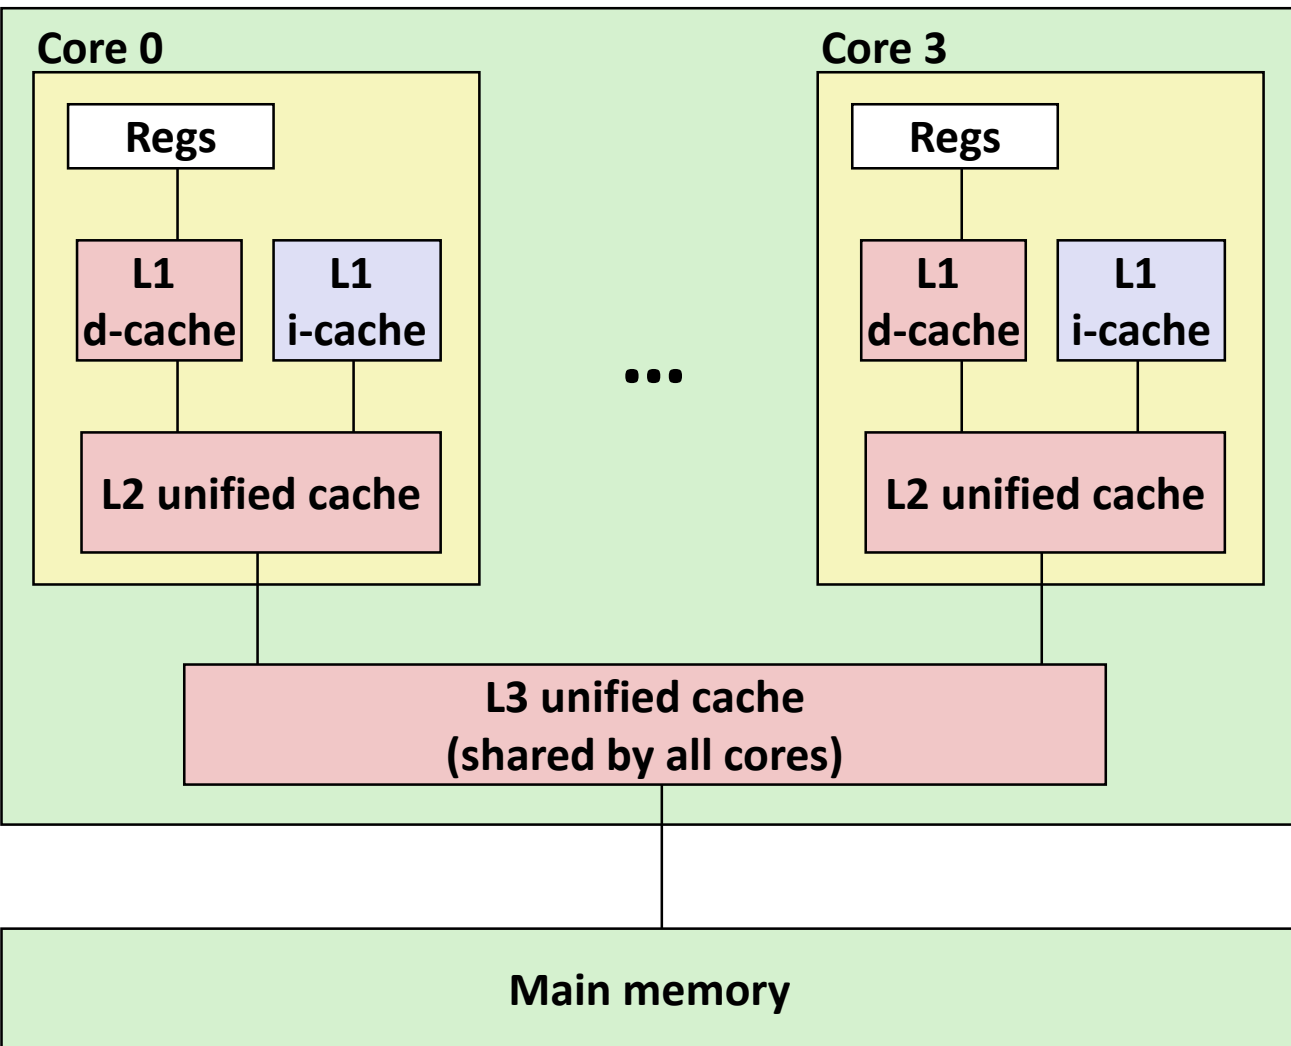 Core 0
Core 3
Regs
Regs
L1
d-cache
L1
i-cache
L1
d-cache
L1
i-cache
...
L2 unified cache
L2 unified cache
L3 unified cache
(shared by all cores)
Main memory